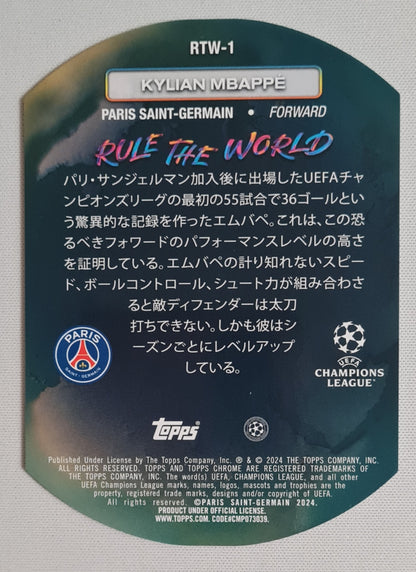 RTW-1
KYLIAN MBAPPÉ
PARIS SAINT-GERMAIN • FORWARD
RULE THE WORLD
パリ・サンジェルマン加入後に出場したUEFAチャ
ンピオンズリーグの最初の55試合で36ゴールとい
う驚異的な記録を作ったエムバペ。これは、この恐
るべきフォワードのパフォーマンスレベルの高さ
を証明している。エムバペの計り知れないスピー
ド、ボールコントロール、シュート力が組み合わさ
ると敵ディフェンダーは太刀
打ちできない。しかも彼はシ
ーズンごとにレベルアップ
している。
PARIS
SAINT-GERMAIN
UEFA
CHAMPIONS
LEAGUE
Topps
Published Under License by The Topps Company, Inc. ® & © 2024 THE TOPPS COMPANY, INC.
ALL RIGHTS RESERVED. TOPPS AND TOPPS CHROME ARE REGISTERED TRADEMARKS OF
THE TOPPS COMPANY, INC. The word(s) UEFA, CHAMPIONS LEAGUE, and all other
UEFA Champions League marks, names, logos, mascots and trophies are the
property, registered trade marks, designs and/or copyright of UEFA.
All rights reserved. ©PARIS SAINT-GERMAIN 2024.
PRODUCT UNDER OFFICIAL LICENSE.
WWW.TOPPS.COM. CODE#CMP073039.